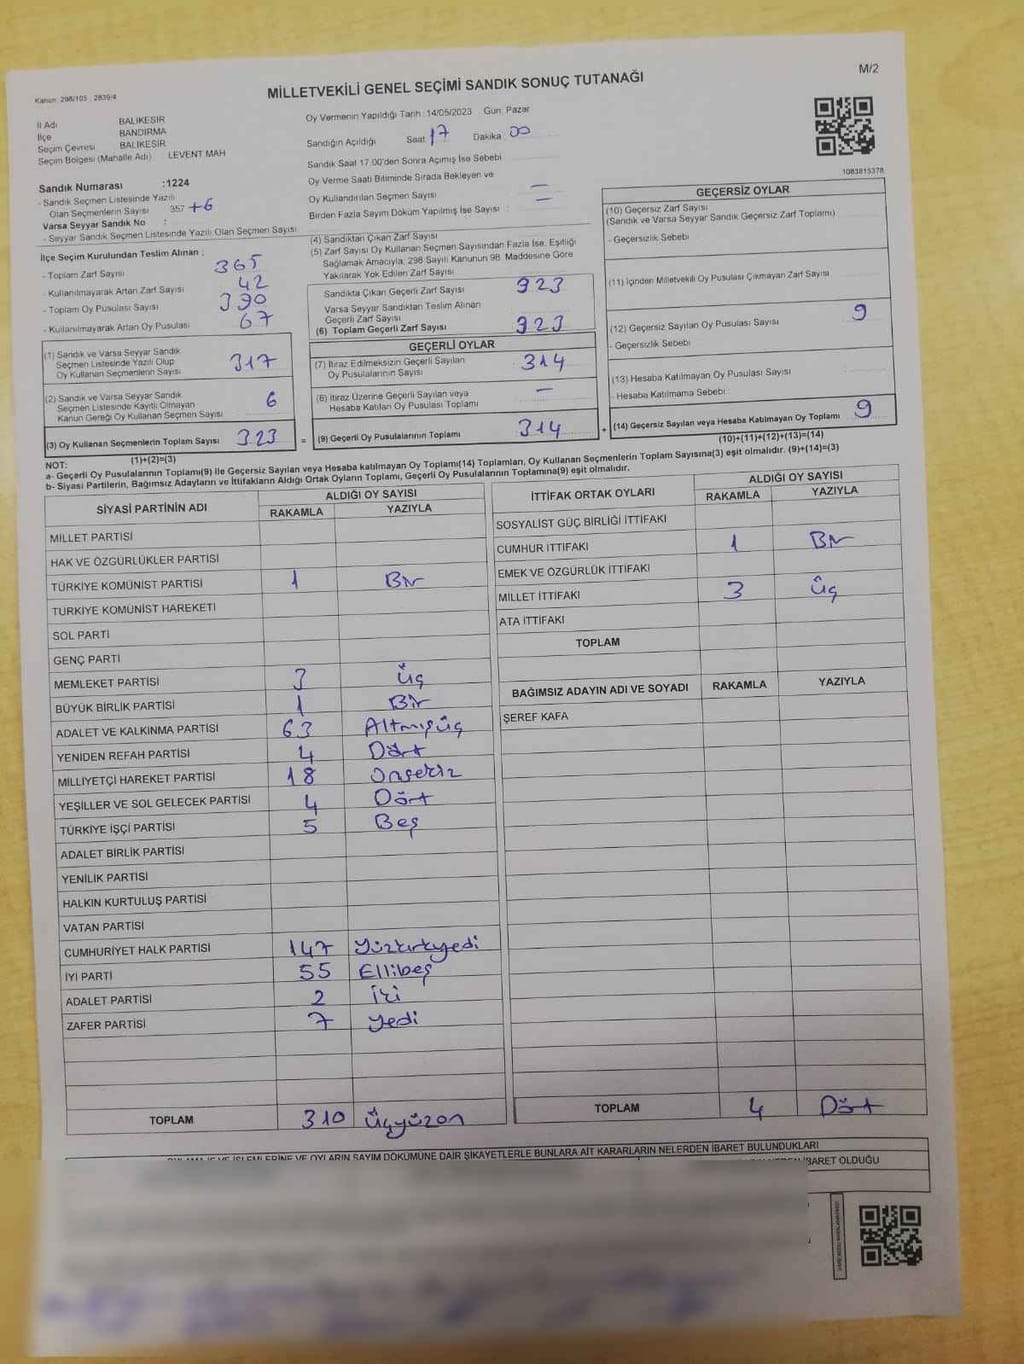 M/2
Kanun: 298/105 ; 2839/4
MİLLETVEKİLİ GENEL SEÇİMİ SANDIK SONUÇ TUTANAĞI
İl Adı BALIKESİR
İlçe BANDIRMA
Seçim Çevresi BALIKESİR
Seçim Bölgesi (Mahalle Adı) LEVENT MAH
Sandık Numarası :1224
- Sandık Seçmen Listesinde Yazılı
Olan Seçmenlerin Sayısı 357 +6
Varsa Seyyar Sandık No :
- Seyyar Sandık Seçmen Listesinde Yazılı Olan Seçmen Sayısı
Oy Vermenin Yapıldığı Tarih :14/05/2023 Gün: Pazar
Sandığın Açıldığı Saat 17 Dakika 00
Sandık Saat 17.00'den Sonra Açılmış İse Sebebi
Oy Verme Saati Bitiminde Sırada Bekleyen ve
Oy Kullandırılan Seçmen Sayısı : —
Birden Fazla Sayım Döküm Yapılmış İse Sayısı : —
1083815378
İlçe Seçim Kurulundan Teslim Alınan :
- Toplam Zarf Sayısı 365
- Kullanılmayarak Artan Zarf Sayısı 42
- Toplam Oy Pusulası Sayısı 390
- Kullanılmayarak Artan Oy Pusulası 67
(1) Sandık ve Varsa Seyyar Sandık
Seçmen Listesinde Yazılı Olup
Oy Kullanan Seçmenlerin Sayısı 317
(2) Sandık ve Varsa Seyyar Sandık
Seçmen Listesinde Kayıtlı Olmayan
Kanun Gereği Oy Kullanan Seçmen Sayısı 6
(3) Oy Kullanan Seçmenlerin Toplam Sayısı 323
(1)+(2)=(3)
(4) Sandıktan Çıkan Zarf Sayısı
(5) Zarf Sayısı Oy Kullanan Seçmen Sayısından Fazla İse, Eşitliği
Sağlamak Amacıyla, 298 Sayılı Kanunun 98. Maddesine Göre
Yakılarak Yok Edilen Zarf Sayısı
Sandıkta Çıkan Geçerli Zarf Sayısı 323
Varsa Seyyar Sandıktan Teslim Alınan
Geçerli Zarf Sayısı
(6) Toplam Geçerli Zarf Sayısı 323
GEÇERLİ OYLAR
(7) İtiraz Edilmeksizin Geçerli Sayılan
Oy Pusulalarının Sayısı 314
(8) İtiraz Üzerine Geçerli Sayılan veya
Hesaba Katılan Oy Pusulası Toplamı —
= (9) Geçerli Oy Pusulalarının Toplamı 314
GEÇERSİZ OYLAR
(10) Geçersiz Zarf Sayısı
(Sandık ve Varsa Seyyar Sandık Geçersiz Zarf Toplamı)
- Geçersizlik Sebebi
(11) İçinden Milletvekili Oy Pusulası Çıkmayan Zarf Sayısı
(12) Geçersiz Sayılan Oy Pusulası Sayısı 9
- Geçersizlik Sebebi
(13) Hesaba Katılmayan Oy Pusulası Sayısı
- Hesaba Katılmama Sebebi
+ (14) Geçersiz Sayılan veya Hesaba Katılmayan Oy Toplamı 9
(10)+(11)+(12)+(13)=(14)
NOT:
a- Geçerli Oy Pusulalarının Toplamı(9) ile Geçersiz Sayılan veya Hesaba katılmayan Oy Toplamı(14) Toplamları, Oy Kullanan Seçmenlerin Toplam Sayısına(3) eşit olmalıdır. (9)+(14)=(3)
b- Siyasi Partilerin, Bağımsız Adayların ve İttifakların Aldığı Ortak Oyların Toplamı, Geçerli Oy Pusulalarının Toplamına(9) eşit olmalıdır.
SİYASİ PARTİNİN ADI ALDIĞI OY SAYISI
RAKAMLA YAZIYLA
MİLLET PARTİSİ
HAK VE ÖZGÜRLÜKLER PARTİSİ
TÜRKİYE KOMÜNİST PARTİSİ 1 Bir
TÜRKİYE KOMÜNİST HAREKETİ
SOL PARTİ
GENÇ PARTİ
MEMLEKET PARTİSİ 3 Üç
BÜYÜK BİRLİK PARTİSİ 1 Bir
ADALET VE KALKINMA PARTİSİ 63 Altmışüç
YENİDEN REFAH PARTİSİ 4 Dört
MİLLİYETÇİ HAREKET PARTİSİ 18 Onsekiz
YEŞİLLER VE SOL GELECEK PARTİSİ 4 Dört
TÜRKİYE İŞÇİ PARTİSİ 5 Beş
ADALET BİRLİK PARTİSİ
YENİLİK PARTİSİ
HALKIN KURTULUŞ PARTİSİ
VATAN PARTİSİ
CUMHURİYET HALK PARTİSİ 147 Yüzkırkyedi
İYİ PARTİ 55 Ellibeş
ADALET PARTİSİ 2 İki
ZAFER PARTİSİ 7 Yedi
TOPLAM 310 Üçyüzon
İTTİFAK ORTAK OYLARI ALDIĞI OY SAYISI
RAKAMLA YAZIYLA
SOSYALİST GÜÇ BİRLİĞİ İTTİFAKI
CUMHUR İTTİFAKI 1 Bir
EMEK VE ÖZGÜRLÜK İTTİFAKI
MİLLET İTTİFAKI 3 Üç
ATA İTTİFAKI
TOPLAM
BAĞIMSIZ ADAYIN ADI VE SOYADI RAKAMLA YAZIYLA
ŞEREF KAFA
TOPLAM 4 Dört
İŞLEMLERİNE VE OYLARIN SAYIM DÖKÜMÜNE DAİR ŞİKAYETLERLE BUNLARA AİT KARARLARIN NELERDEN İBARET BULUNDUKLARI
İBARET OLDUĞU